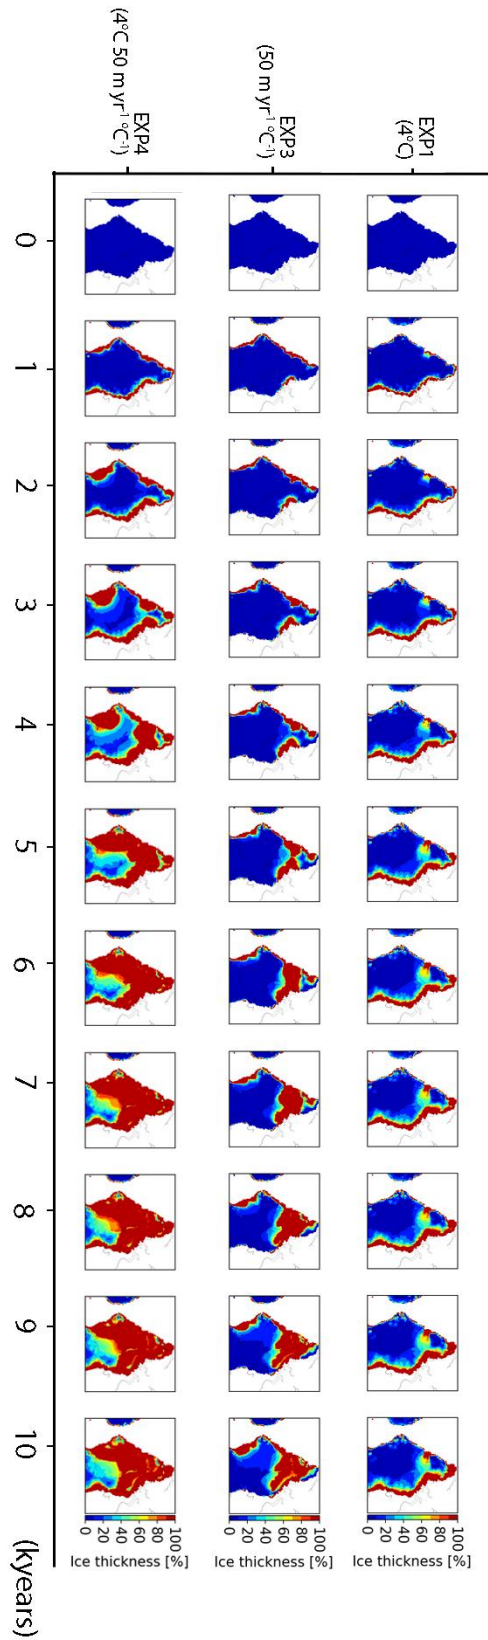 EXP1
(4°C)
0 20 40 60 80 100
Ice thickness [%]
EXP3
(50 m yr⁻¹ °C⁻¹)
0 20 40 60 80 100
Ice thickness [%]
EXP4
(4°C 50 m yr⁻¹ °C⁻¹)
0 20 40 60 80 100
Ice thickness [%]
0 1 2 3 4 5 6 7 8 9 10 (kyears)